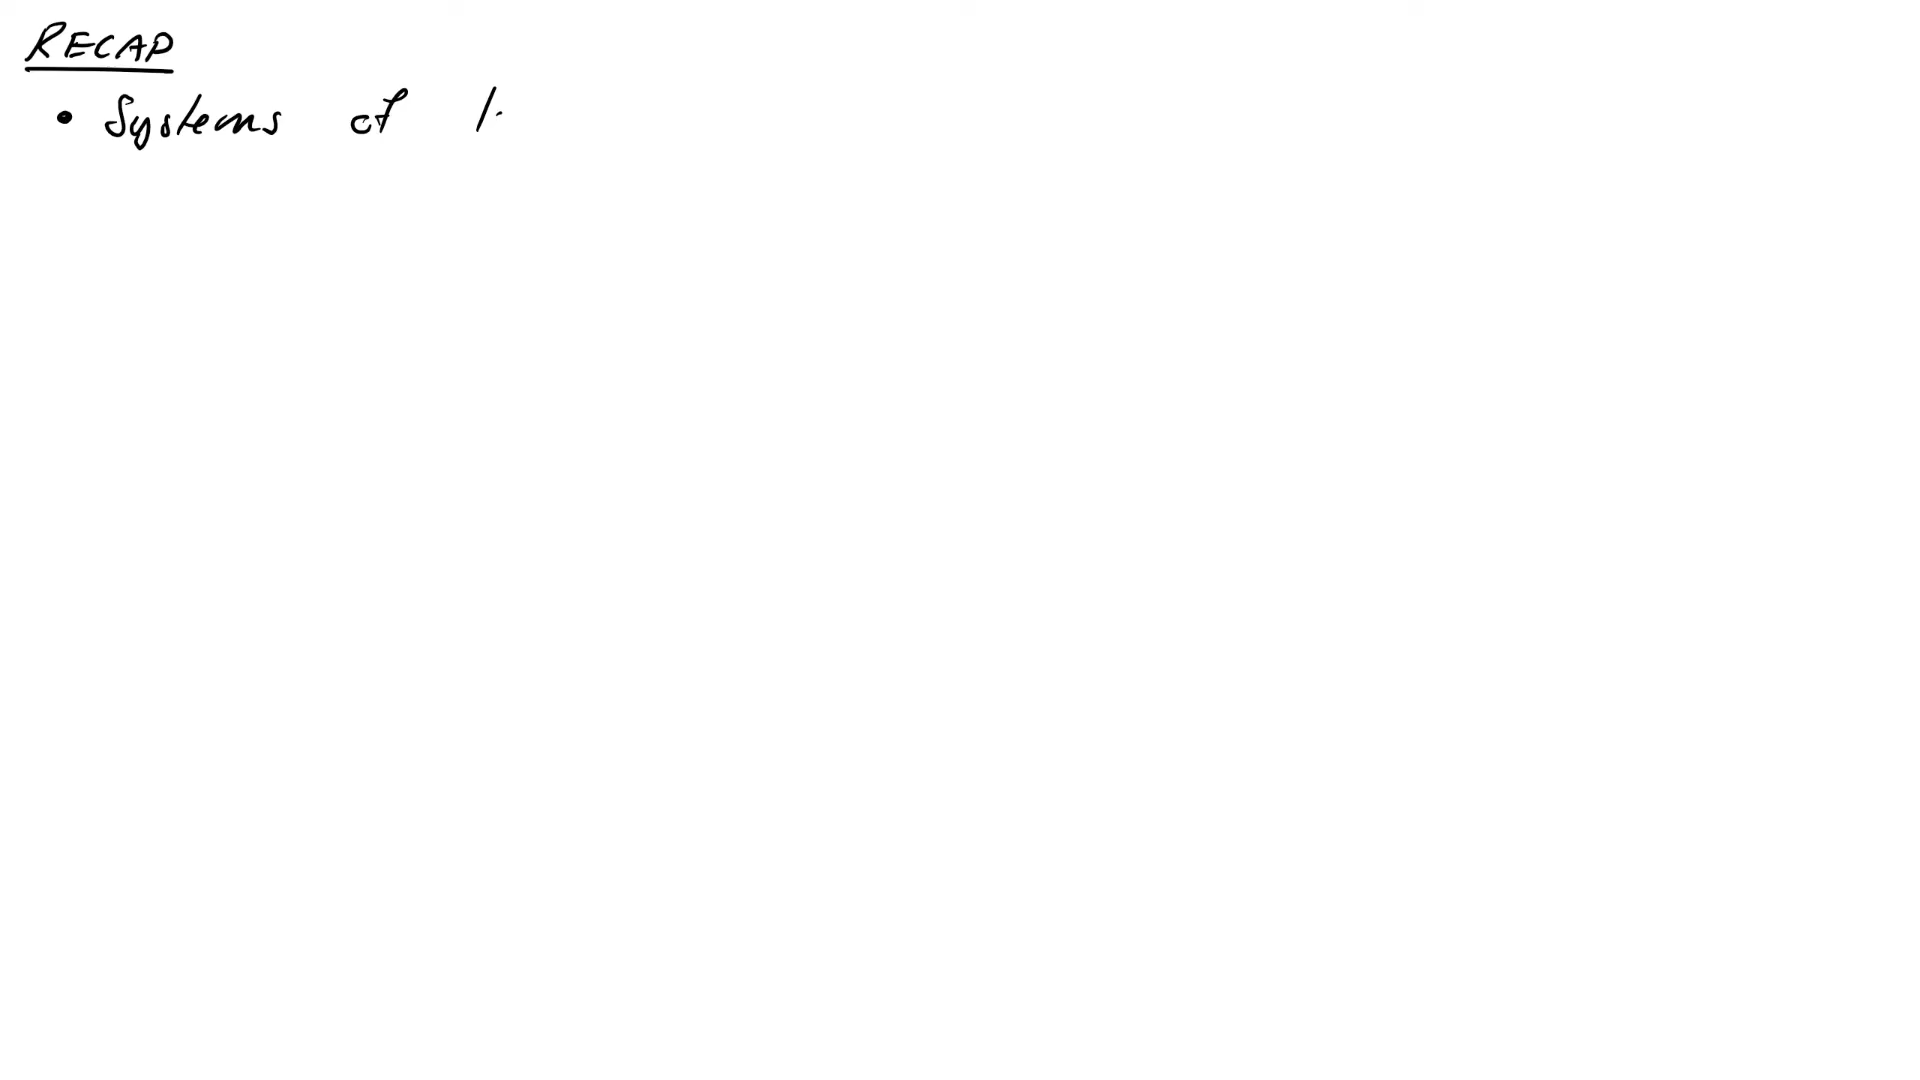 RECAP
• Systems of